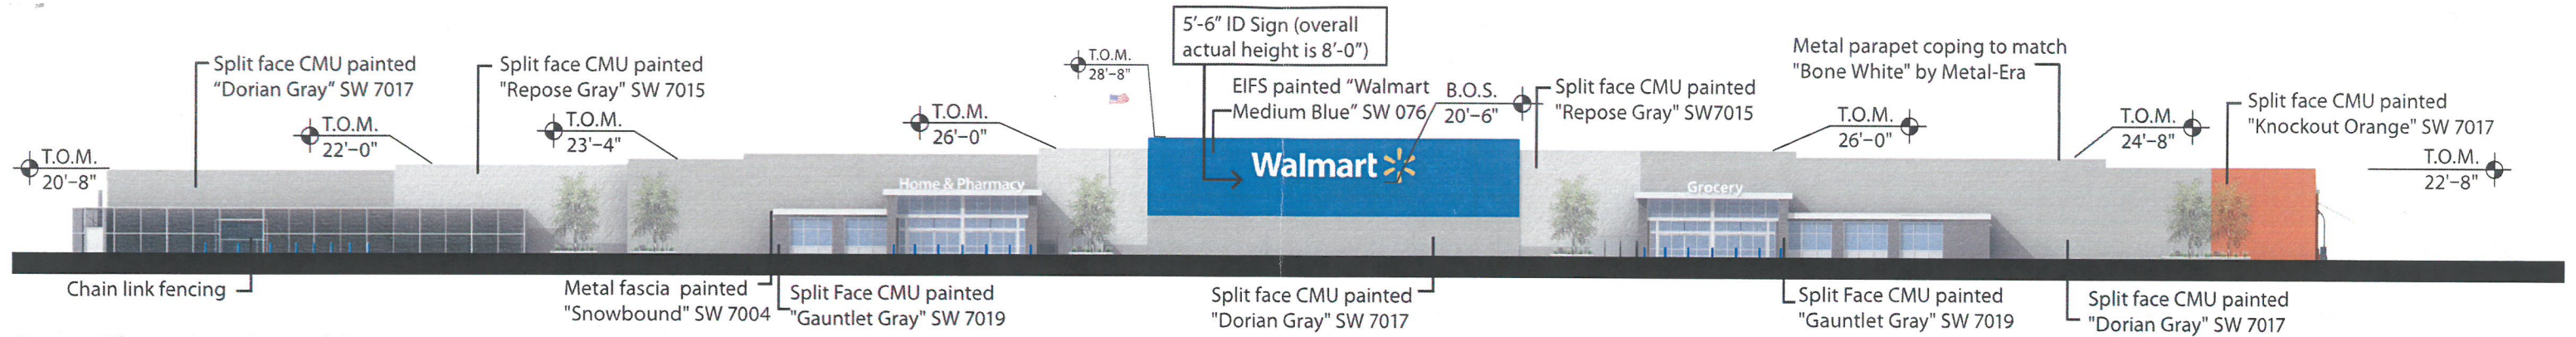 5'-6" ID Sign (overall
actual height is 8'-0")
Split face CMU painted
“Dorian Gray” SW 7017
Split face CMU painted
"Repose Gray" SW 7015
T.O.M.
28'-8"
EIFS painted “Walmart
Medium Blue” SW 076
B.O.S.
20'-6"
Split face CMU painted
"Repose Gray" SW7015
Metal parapet coping to match
"Bone White" by Metal-Era
Split face CMU painted
"Knockout Orange" SW 7017
T.O.M.
20'-8"
T.O.M.
22'-0"
T.O.M.
23'-4"
T.O.M.
26'-0"
T.O.M.
26'-0"
T.O.M.
24'-8"
T.O.M.
22'-8"
Home & Pharmacy
Walmart
Grocery
Chain link fencing
Metal fascia painted
"Snowbound" SW 7004
Split Face CMU painted
"Gauntlet Gray" SW 7019
Split face CMU painted
"Dorian Gray" SW 7017
Split Face CMU painted
"Gauntlet Gray" SW 7019
Split face CMU painted
"Dorian Gray" SW 7017